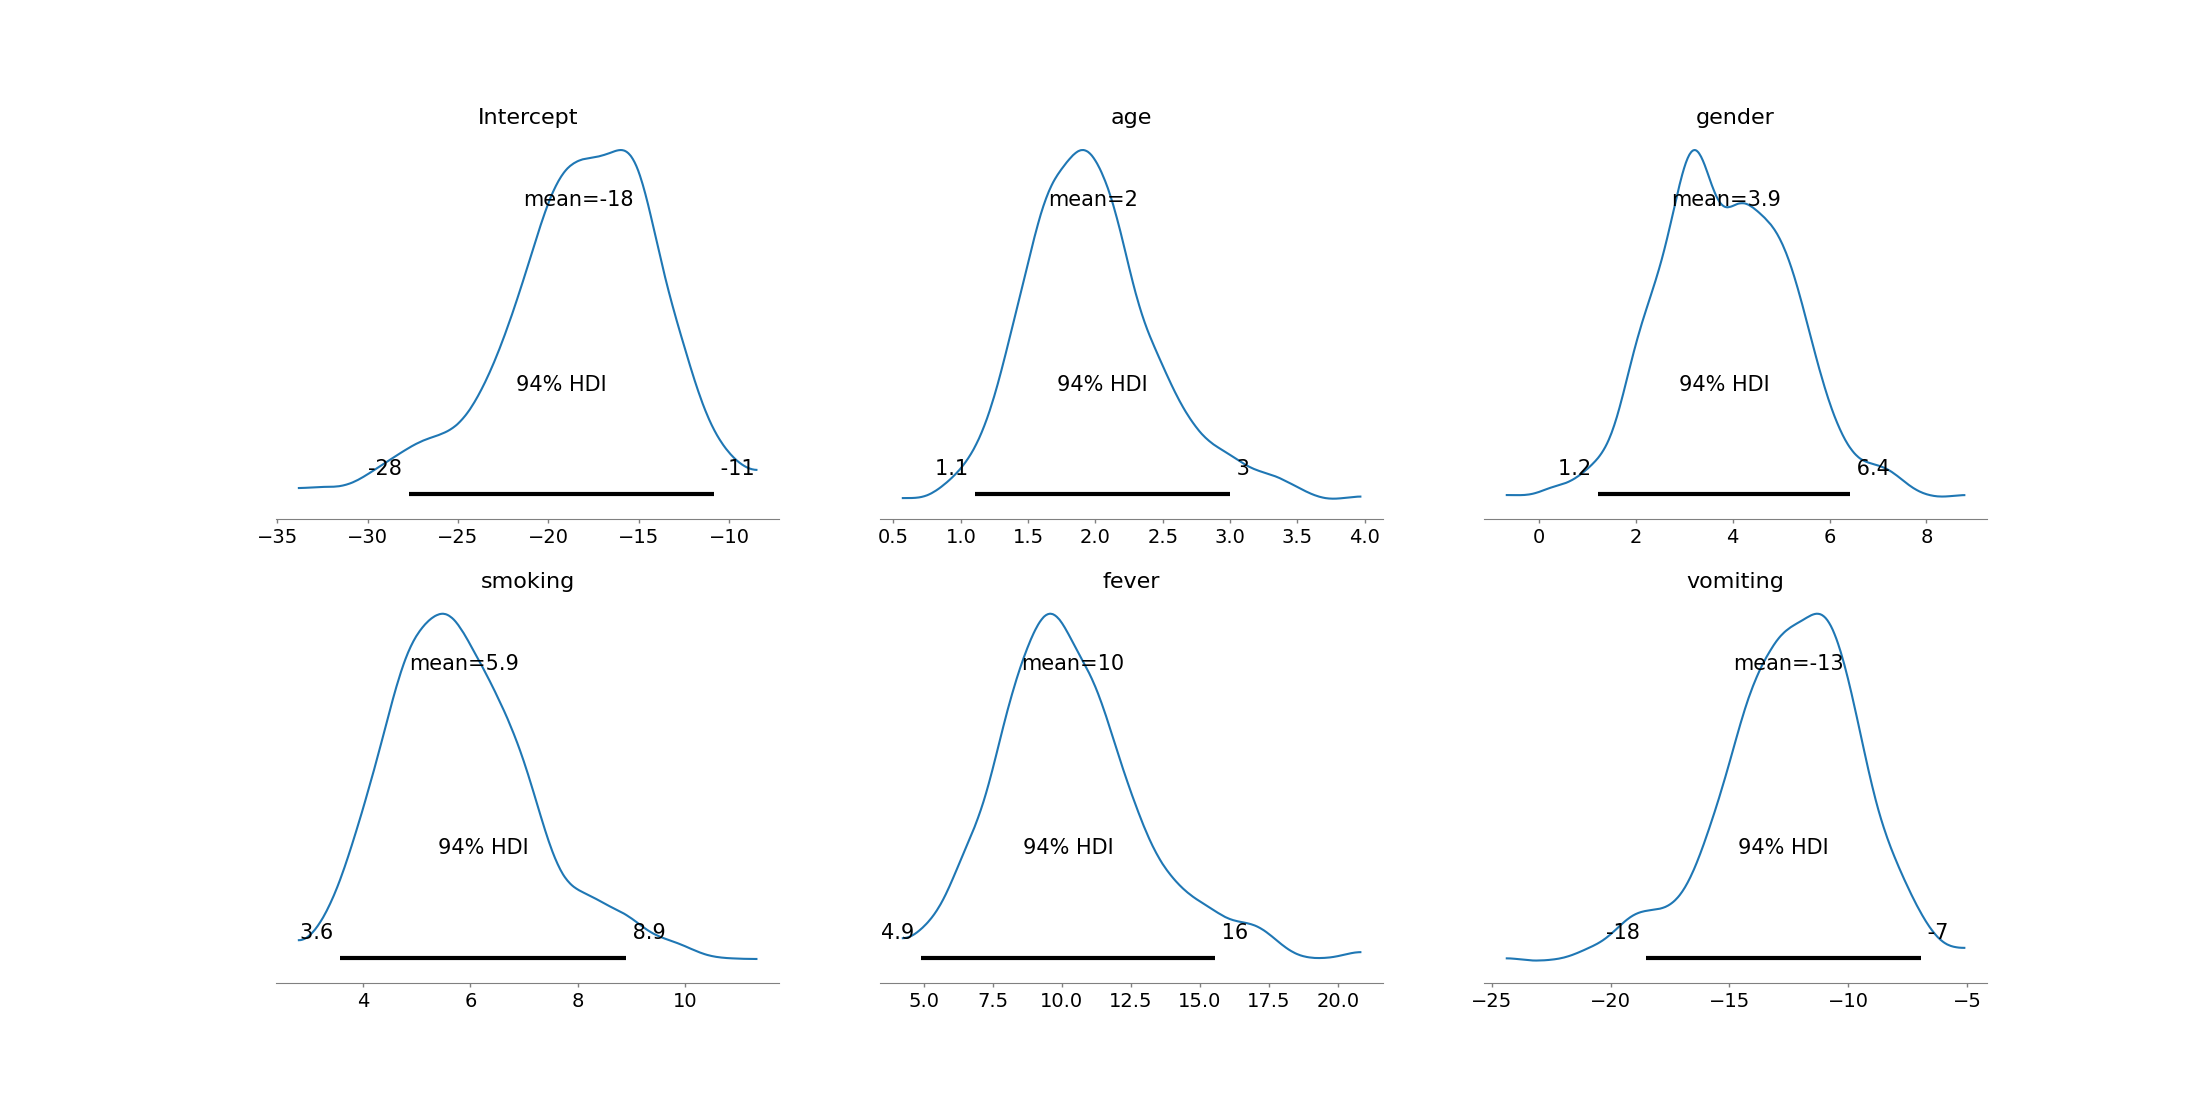 Intercept
mean=-18
94% HDI
-28
-11
−35 −30 −25 −20 −15 −10
age
mean=2
94% HDI
1.1
3
0.5 1.0 1.5 2.0 2.5 3.0 3.5 4.0
gender
mean=3.9
94% HDI
1.2
6.4
0 2 4 6 8
smoking
mean=5.9
94% HDI
3.6
8.9
4 6 8 10
fever
mean=10
94% HDI
4.9
16
5.0 7.5 10.0 12.5 15.0 17.5 20.0
vomiting
mean=-13
94% HDI
-18
-7
−25 −20 −15 −10 −5